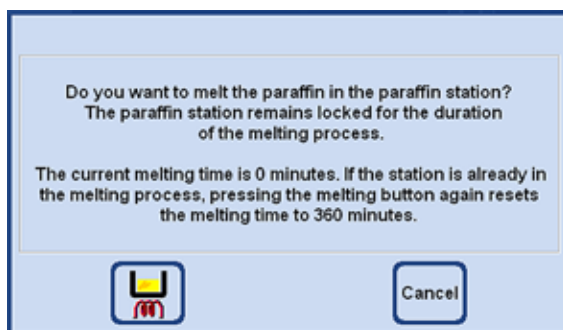 Do you want to melt the paraffin in the paraffin station?
The paraffin station remains locked for the duration
of the melting process.
The current melting time is 0 minutes. If the station is already in
the melting process, pressing the melting button again resets
the melting time to 360 minutes.
Cancel